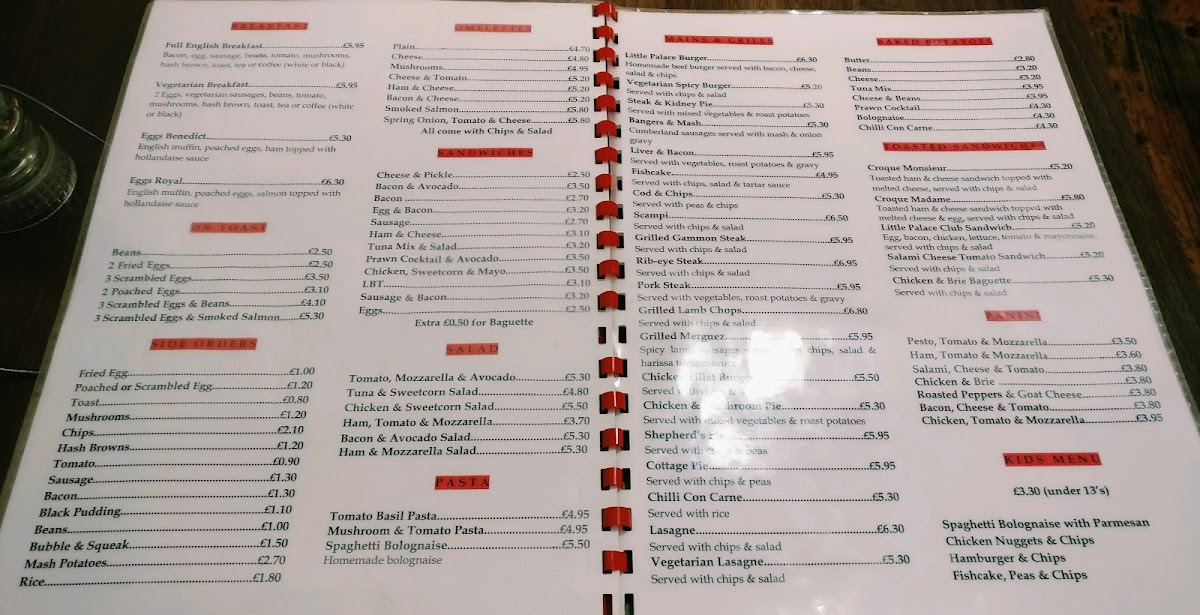 BREAKFAST
Full English Breakfast £5.95
Bacon, egg, sausage, beans, tomato, mushrooms,
hash brown, toast, tea or coffee (white or black)
Vegetarian Breakfast £5.95
2 Eggs, vegetarian sausages, beans, tomato,
mushrooms, hash brown, toast, tea or coffee (white
or black)
Eggs Benedict £5.30
English muffin, poached eggs, ham topped with
hollandaise sauce
Eggs Royal £6.30
English muffin, poached eggs, salmon topped with
hollandaise sauce
ON TOAST
Beans £2.50
2 Fried Eggs £2.50
3 Scrambled Eggs £3.50
2 Poached Eggs £3.10
3 Scrambled Eggs & Beans £4.10
3 Scrambled Eggs & Smoked Salmon £5.30
SIDE ORDERS
Fried Egg £1.00
Poached or Scrambled Egg £1.20
Toast £0.80
Mushrooms £1.20
Chips £2.10
Hash Browns £1.20
Tomato £0.90
Sausage £1.30
Bacon £1.30
Black Pudding £1.10
Beans £1.00
Bubble & Squeak £1.50
Mash Potatoes £2.70
Rice £1.80
OMELETTES
Plain £4.70
Cheese £4.80
Mushrooms £4.95
Cheese & Tomato £5.20
Ham & Cheese £5.20
Bacon & Cheese £5.20
Smoked Salmon £5.80
Spring Onion, Tomato & Cheese £5.80
All come with Chips & Salad
SANDWICHES
Cheese & Pickle £2.50
Bacon & Avocado £3.50
Bacon £2.70
Egg & Bacon £3.20
Sausage £2.70
Ham & Cheese £3.10
Tuna Mix & Salad £3.20
Prawn Cocktail & Avocado £3.50
Chicken, Sweetcorn & Mayo £3.50
LBT £3.10
Sausage & Bacon £3.20
Eggs £2.50
Extra £0.50 for Baguette
SALAD
Tomato, Mozzarella & Avocado £5.30
Tuna & Sweetcorn Salad £4.80
Chicken & Sweetcorn Salad £5.50
Ham, Tomato & Mozzarella £3.70
Bacon & Avocado Salad £5.30
Ham & Mozzarella Salad £5.30
PASTA
Tomato Basil Pasta £4.95
Mushroom & Tomato Pasta £4.95
Spaghetti Bolognaise £5.50
Homemade bolognaise
MAINS & GRILLS
Little Palace Burger £6.30
Homemade beef burger served with bacon, cheese,
salad & chips
Vegetarian Spicy Burger £5.20
Served with chips & salad
Steak & Kidney Pie £5.30
Served with mixed vegetables & roast potatoes
Bangers & Mash £5.30
Cumberland sausages served with mash & onion
gravy
Liver & Bacon £5.95
Served with vegetables, roast potatoes & gravy
Fishcake £4.95
Served with chips, salad & tartar sauce
Cod & Chips £5.30
Served with peas & chips
Scampi £6.50
Served with chips & salad
Grilled Gammon Steak £5.95
Served with chips & salad
Rib-eye Steak £6.95
Served with chips & salad
Pork Steak £5.95
Served with vegetables, roast potatoes & gravy
Grilled Lamb Chops £6.80
Served with chips & salad
Grilled Merguez £5.95
Spicy lamb sausages chips, salad &
harissa tomato sauce
Chicken Fillet Burger £5.50
Served chips & salad
Chicken & Mushroom Pie £5.30
Served with mixed vegetables & roast potatoes
Shepherd's Pie £5.95
Served with chips & peas
Cottage Pie £5.95
Served with chips & peas
Chilli Con Carne £5.30
Served with rice
Lasagne £6.30
Served with chips & salad
Vegetarian Lasagne £5.30
Served with chips & salad
BAKED POTATOES
Butter £2.80
Beans £3.20
Cheese £3.20
Tuna Mix £3.95
Cheese & Beans £3.95
Prawn Cocktail £4.30
Bolognaise £4.30
Chilli Con Carne £4.30
TOASTED SANDWICHES
Croque Monsieur £5.20
Toasted ham & cheese sandwich topped with
melted cheese, served with chips & salad
Croque Madame £5.80
Toasted ham & cheese sandwich topped with
melted cheese & egg, served with chips & salad
Little Palace Club Sandwich £5.20
Egg, bacon, chicken, lettuce, tomato & mayonnaise,
served with chips & salad
Salami Cheese Tomato Sandwich £5.20
Served with chips & salad
Chicken & Brie Baguette £5.30
Served with chips & salad
PANINI
Pesto, Tomato & Mozzarella £3.50
Ham, Tomato & Mozzarella £3.60
Salami, Cheese & Tomato £3.80
Chicken & Brie £3.80
Roasted Peppers & Goat Cheese £3.80
Bacon, Cheese & Tomato £3.80
Chicken, Tomato & Mozzarella £3.95
KIDS MENU
£3.30 (under 13's)
Spaghetti Bolognaise with Parmesan
Chicken Nuggets & Chips
Hamburger & Chips
Fishcake, Peas & Chips